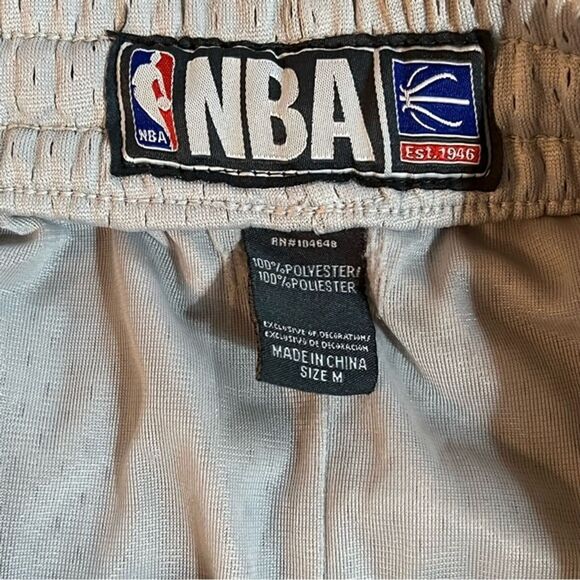 NBA
NBA
Est.1946
RN#104648
100%POLYESTER/
100%POLIESTER
EXCLUSIVE OF DECORATIONS/
EXCLUSIVO DE DECORACION
MADE IN CHINA
SIZE M